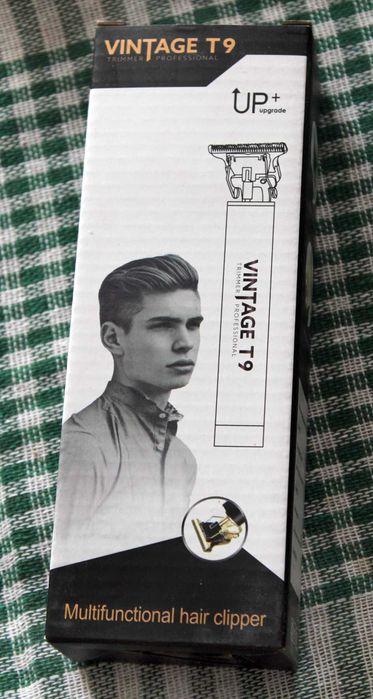 VINTAGE T9
TRIMMER PROFESSIONAL
UP+
upgrade
VINTAGE T9
TRIMMER PROFESSIONAL
Multifunctional hair clipper